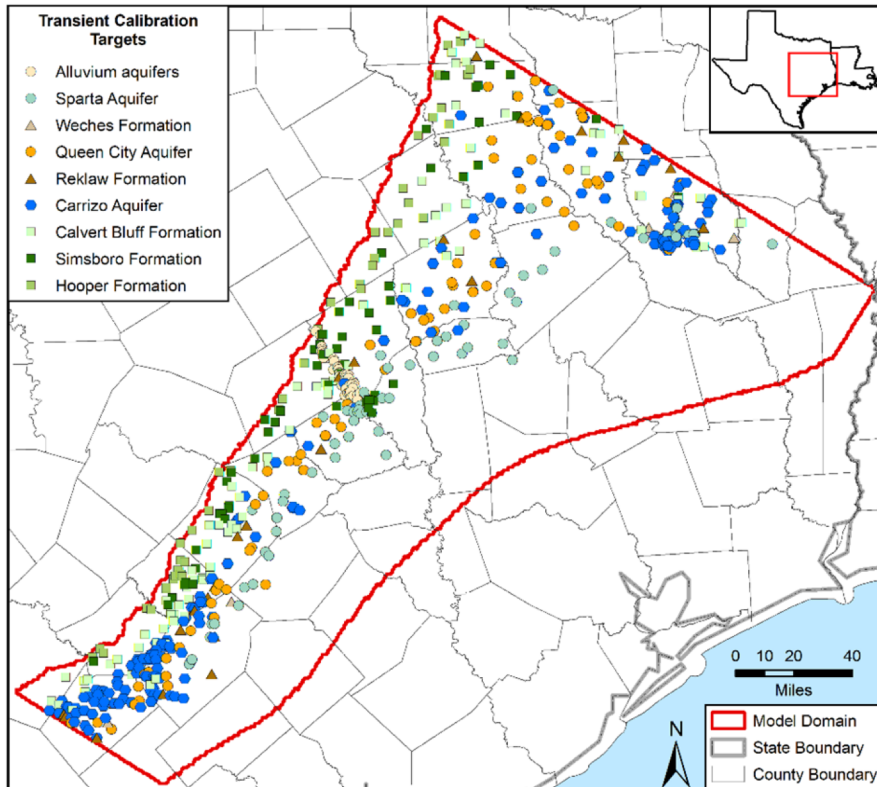 Transient Calibration
Targets
Alluvium aquifers
Sparta Aquifer
Weches Formation
Queen City Aquifer
Reklaw Formation
Carrizo Aquifer
Calvert Bluff Formation
Simsboro Formation
Hooper Formation
0 10 20 40
Miles
N
Model Domain
State Boundary
County Boundary